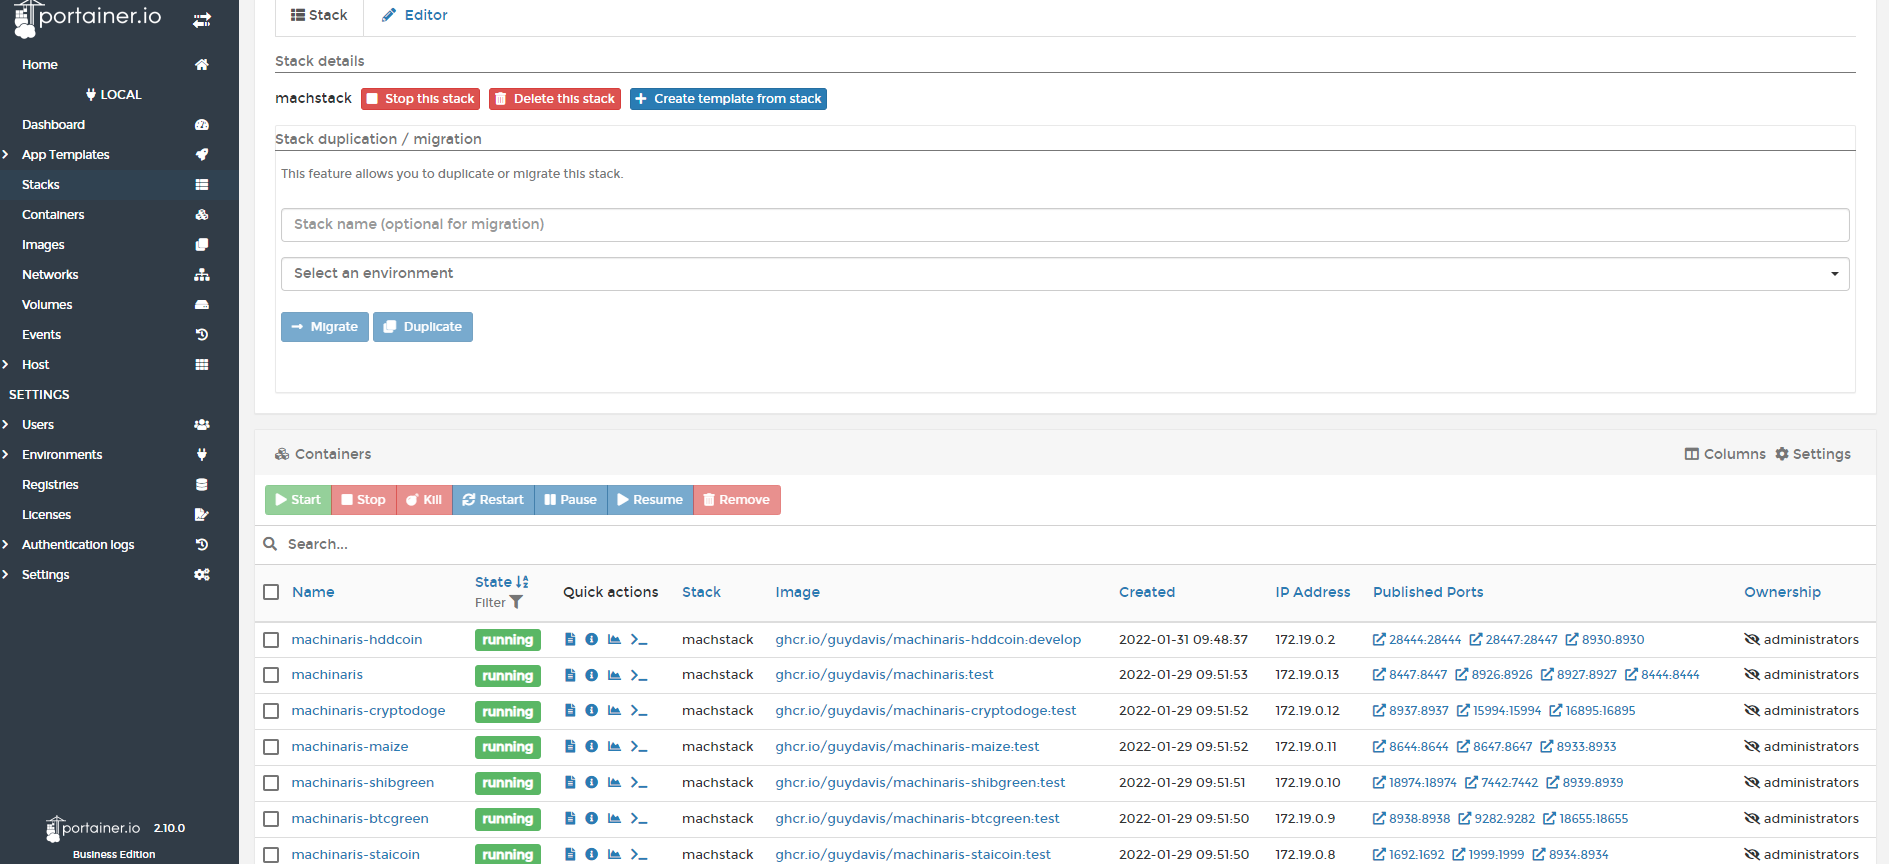 portainer.io
Home
LOCAL
Dashboard
App Templates
Stacks
Containers
Images
Networks
Volumes
Events
Host
SETTINGS
Users
Environments
Registries
Licenses
Authentication logs
Settings
portainer.io 2.10.0
Business Edition
Stack Editor
Stack details
machstack Stop this stack Delete this stack Create template from stack
Stack duplication / migration
This feature allows you to duplicate or migrate this stack.
Stack name (optional for migration)
Select an environment
Migrate Duplicate
Containers Columns Settings
Start Stop Kill Restart Pause Resume Remove
Search...
Name State Filter Quick actions Stack Image Created IP Address Published Ports Ownership
machinaris-hddcoin running machstack ghcr.io/guydavis/machinaris-hddcoin:develop 2022-01-31 09:48:37 172.19.0.2 28444:28444 28447:28447 8930:8930 administrators
machinaris running machstack ghcr.io/guydavis/machinaris:test 2022-01-29 09:51:53 172.19.0.13 8447:8447 8926:8926 8927:8927 8444:8444 administrators
machinaris-cryptodoge running machstack ghcr.io/guydavis/machinaris-cryptodoge:test 2022-01-29 09:51:52 172.19.0.12 8937:8937 15994:15994 16895:16895 administrators
machinaris-maize running machstack ghcr.io/guydavis/machinaris-maize:test 2022-01-29 09:51:52 172.19.0.11 8644:8644 8647:8647 8933:8933 administrators
machinaris-shibgreen running machstack ghcr.io/guydavis/machinaris-shibgreen:test 2022-01-29 09:51:51 172.19.0.10 18974:18974 7442:7442 8939:8939 administrators
machinaris-btcgreen running machstack ghcr.io/guydavis/machinaris-btcgreen:test 2022-01-29 09:51:50 172.19.0.9 8938:8938 9282:9282 18655:18655 administrators
machinaris-staicoin running machstack ghcr.io/guydavis/machinaris-staicoin:test 2022-01-29 09:51:50 172.19.0.8 1692:1692 1999:1999 8934:8934 administrators